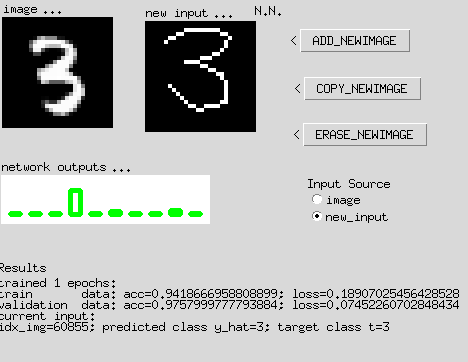 image ...
new input ...
N.N.
< ADD_NEWIMAGE
< COPY_NEWIMAGE
< ERASE_NEWIMAGE
network outputs ...
Input Source
image
new_input
Results
trained 1 epochs:
train data: acc=0.9418666958808899; loss=0.18907025456428528
validation data: acc=0.9757999777793884; loss=0.0745226070284843​4
current input:
idx_img=60855; predicted class y_hat=3; target class t=3